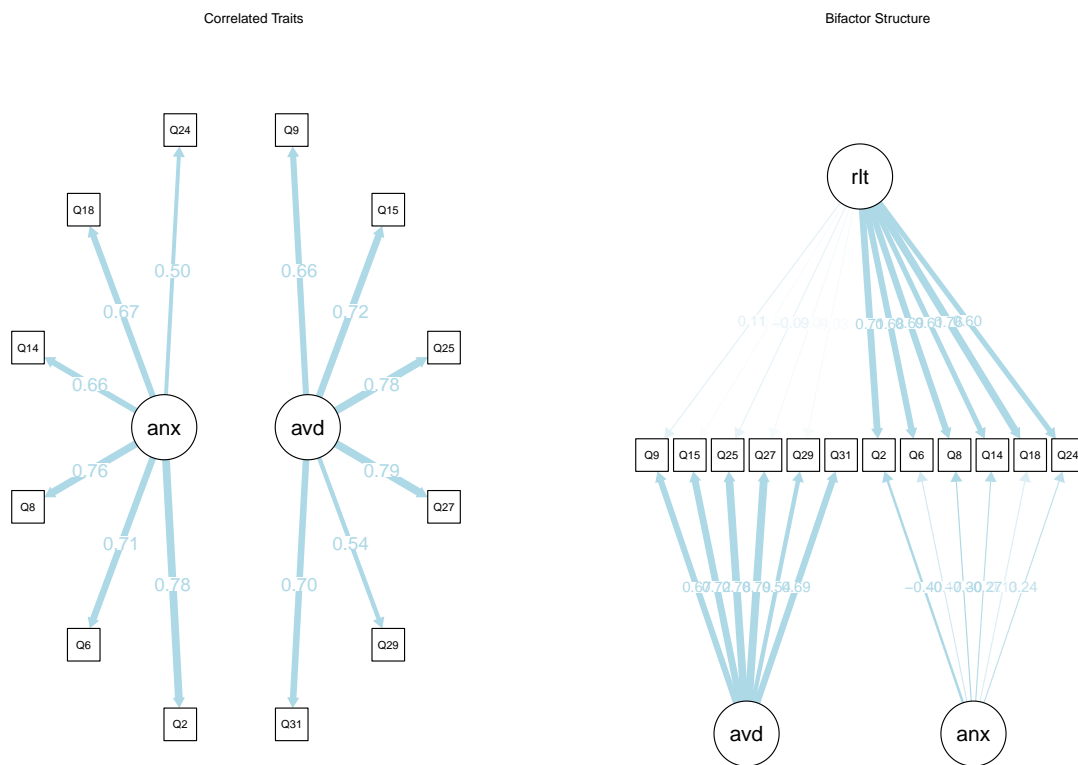 Correlated Traits
Bifactor Structure
Q24
Q9
rlt
Q18
Q15
0.50
0.66
0.67
0.72
0.11
0.60
Q14
Q25
0.66
0.78
anx
avd
Q9
Q15
Q25
Q27
Q29
Q31
Q2
Q6
Q8
Q14
Q18
Q24
0.76
0.79
Q8
Q27
0.71
0.54
0.78
0.70
0.69
−0.40
0.24
Q6
Q29
Q2
Q31
avd
anx